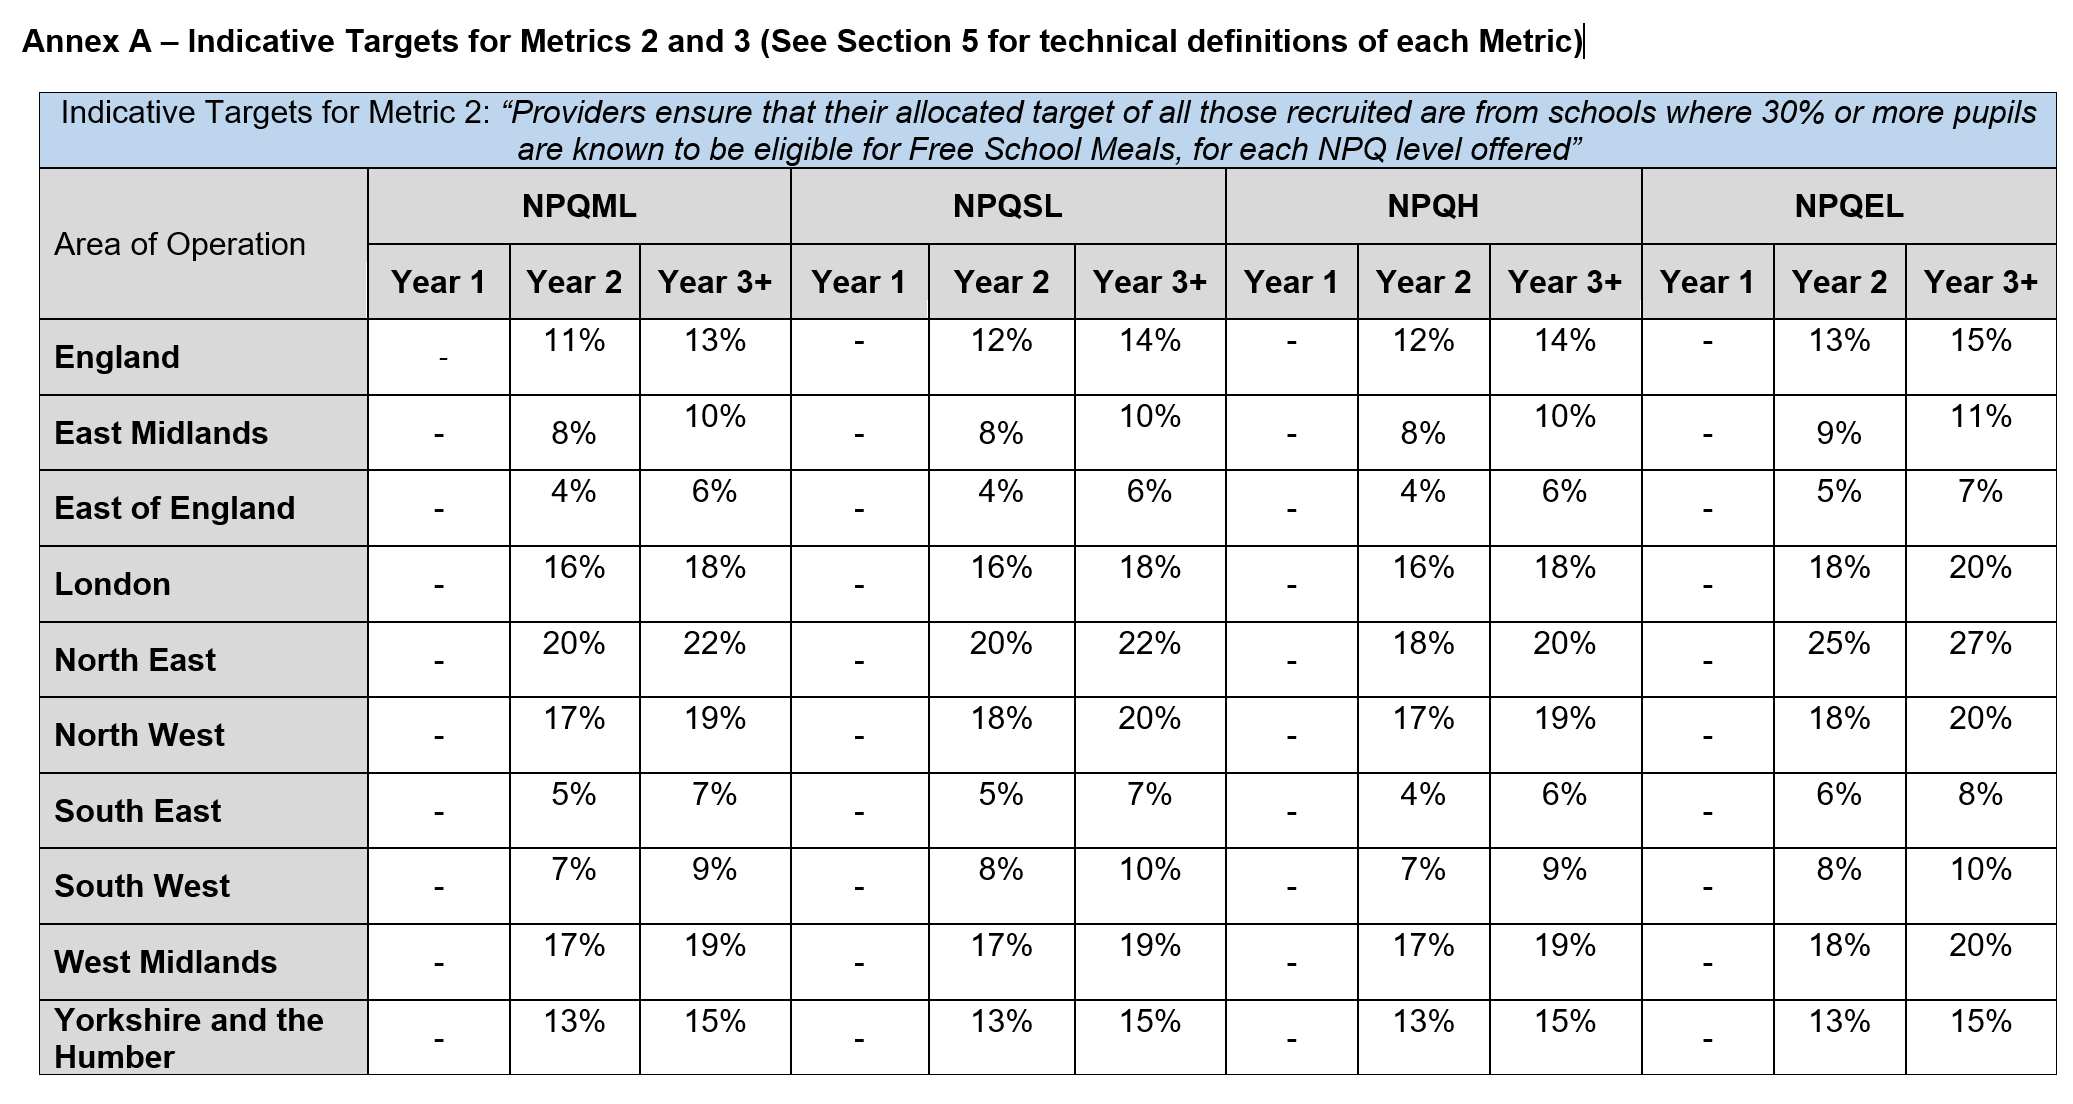 Annex A – Indicative Targets for Metrics 2 and 3 (See Section 5 for technical definitions of each Metric)
Indicative Targets for Metric 2: “Providers ensure that their allocated target of all those recruited are from schools where 30% or more pupils
are known to be eligible for Free School Meals, for each NPQ level offered”
Area of Operation NPQML NPQSL NPQH NPQEL
Year 1 Year 2 Year 3+ Year 1 Year 2 Year 3+ Year 1 Year 2 Year 3+ Year 1 Year 2 Year 3+
England - 11% 13% - 12% 14% - 12% 14% - 13% 15%
East Midlands - 8% 10% - 8% 10% - 8% 10% - 9% 11%
East of England - 4% 6% - 4% 6% - 4% 6% - 5% 7%
London - 16% 18% - 16% 18% - 16% 18% - 18% 20%
North East - 20% 22% - 20% 22% - 18% 20% - 25% 27%
North West - 17% 19% - 18% 20% - 17% 19% - 18% 20%
South East - 5% 7% - 5% 7% - 4% 6% - 6% 8%
South West - 7% 9% - 8% 10% - 7% 9% - 8% 10%
West Midlands - 17% 19% - 17% 19% - 17% 19% - 18% 20%
Yorkshire and the
Humber - 13% 15% - 13% 15% - 13% 15% - 13% 15%